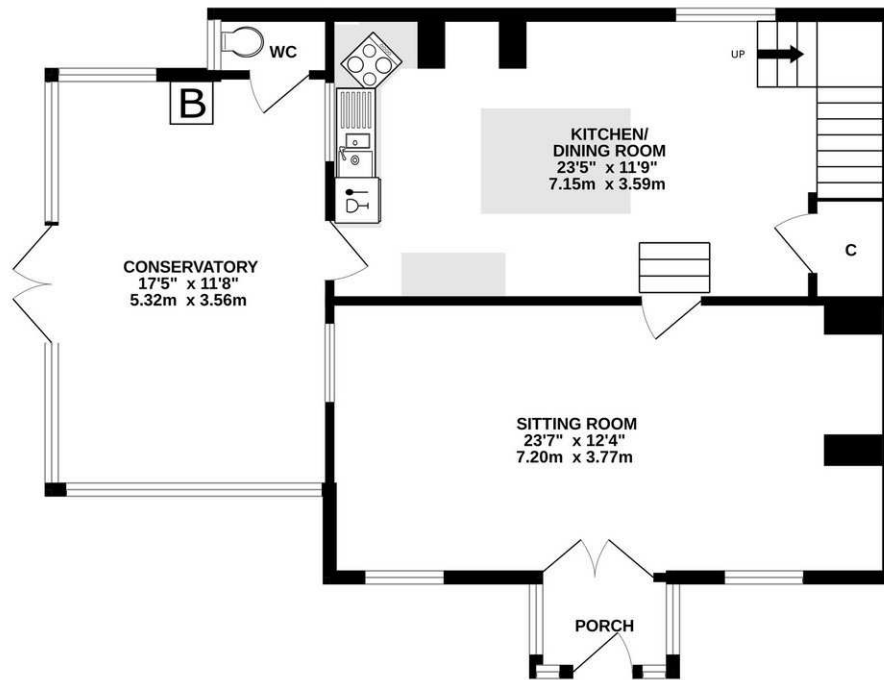 WC
B
UP
KITCHEN/
DINING ROOM
23'5" x 11'9"
7.15m x 3.59m
C
CONSERVATORY
17'5" x 11'8"
5.32m x 3.56m
SITTING ROOM
23'7" x 12'4"
7.20m x 3.77m
PORCH